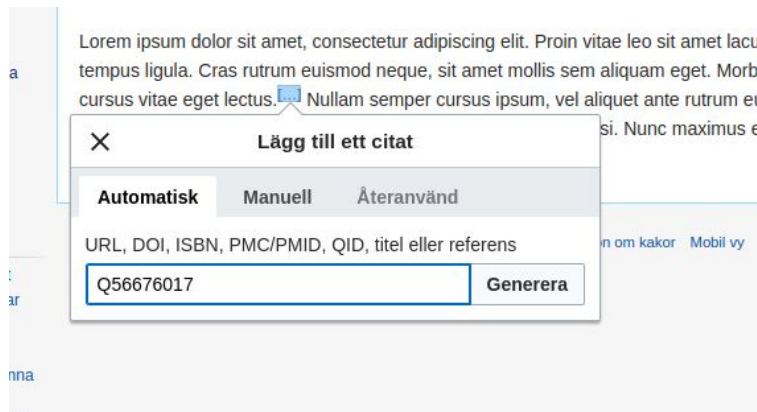 Lorem ipsum dolor sit amet, consectetur adipiscing elit. Proin vitae leo sit amet lacu
a
tempus ligula. Cras rutrum euismod neque, sit amet mollis sem aliquam eget. Morb
cursus vitae eget lectus.[...] Nullam semper cursus ipsum, vel aliquet ante rutrum eu
si. Nunc maximus e
Lägg till ett citat
Automatisk Manuell Återanvänd
URL, DOI, ISBN, PMC/PMID, QID, titel eller referens
n om kakor Mobil vy
Q56676017 Generera
ar
nna